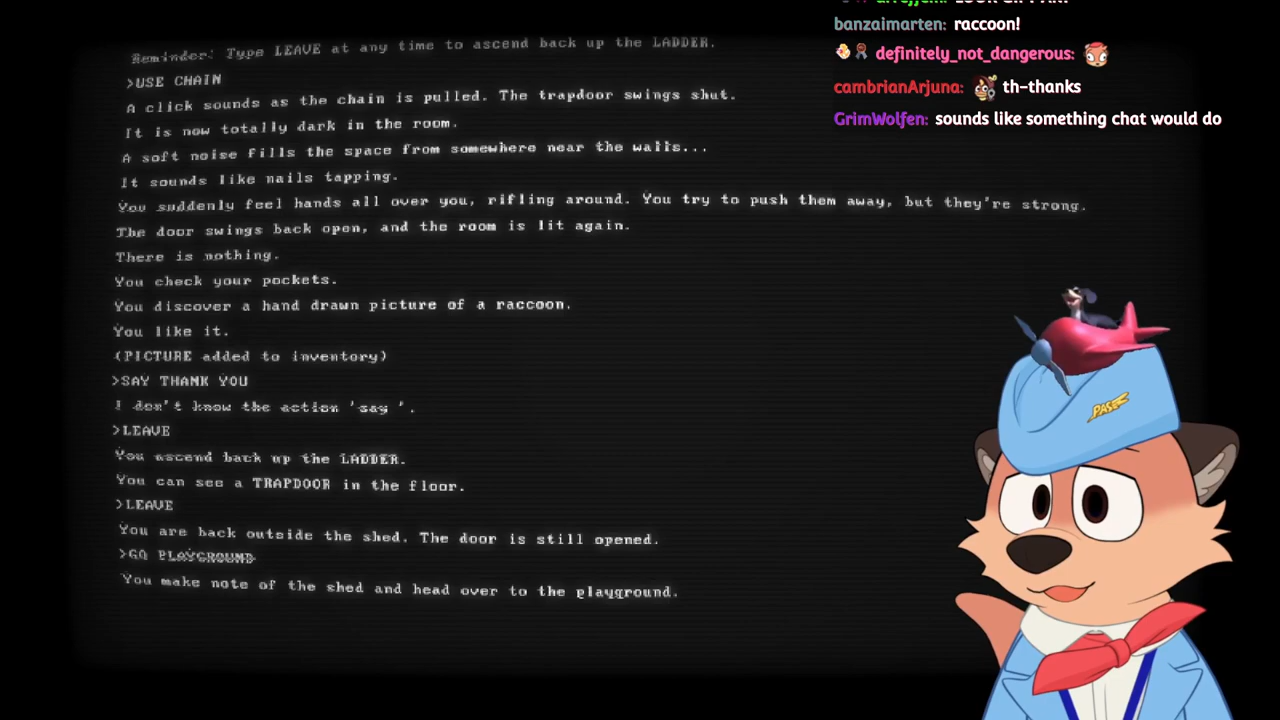 Reminder: Type LEAVE at any time to ascend back up the LADDER.
>USE CHAIN
A click sounds as the chain is pulled. The trapdoor swings shut.
It is now totally dark in the room.
A soft noise fills the space from somewhere near the walls...
It sounds like nails tapping.
You suddenly feel hands all over you, rifling around. You try to push them away, but they're strong.
The door swings back open, and the room is lit again.
There is nothing.
You check your pockets.
You discover a hand drawn picture of a raccoon.
You like it.
(PICTURE added to inventory)
>SAY THANK YOU
I don't know the action 'say '.
>LEAVE
You ascend back up the LADDER.
You can see a TRAPDOOR in the floor.
>LEAVE
You are back outside the shed. The door is still opened.
>GO PLAYGROUND
You make note of the shed and head over to the playground.
banzaimarten: raccoon!
definitely_not_dangerous:
cambrianArjuna: th-thanks
GrimWolfen: sounds like something chat would do